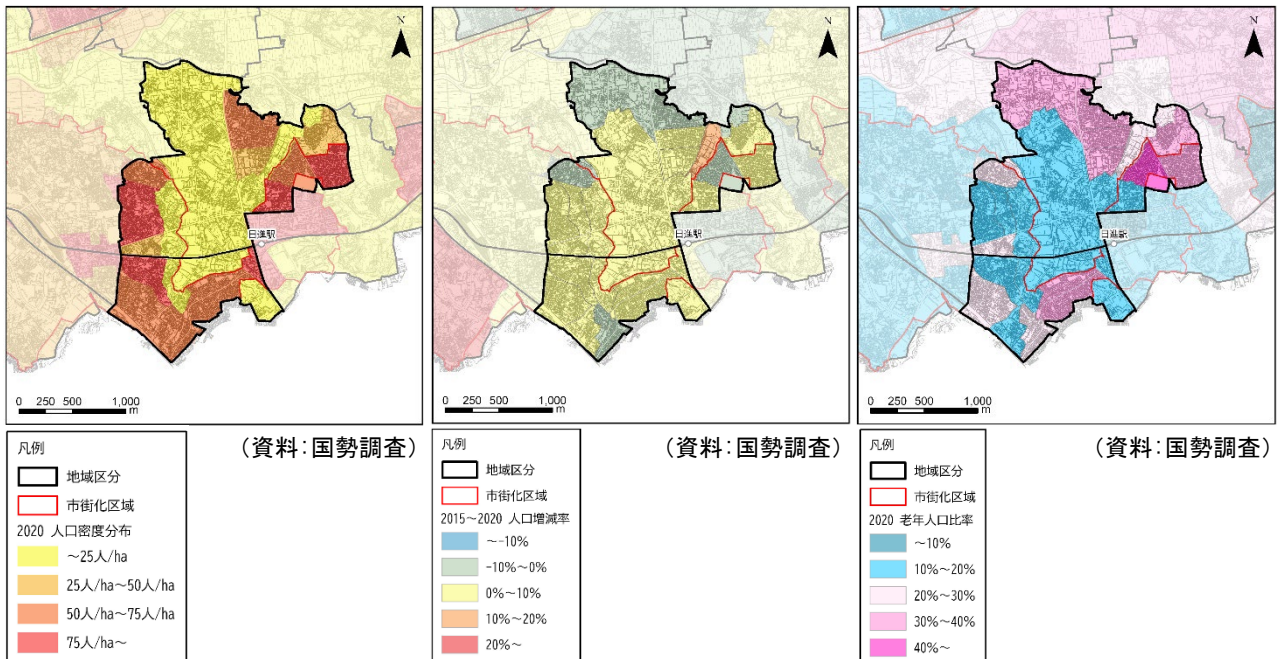 N
日進駅
0 250 500 1,000
m
(資料:国勢調査)
凡例
地域区分
市街化区域
2020 人口密度分布
～25人/ha
25人/ha～50人/ha
50人/ha～75人/ha
75人/ha～
N
日進駅
0 250 500 1,000
m
(資料:国勢調査)
凡例
地域区分
市街化区域
2015～2020 人口増減率
～-10%
-10%～0%
0%～10%
10%～20%
20%～
N
日進駅
0 250 500 1,000
m
(資料:国勢調査)
凡例
地域区分
市街化区域
2020 老年人口比率
～10%
10%～20%
20%～30%
30%～40%
40%～